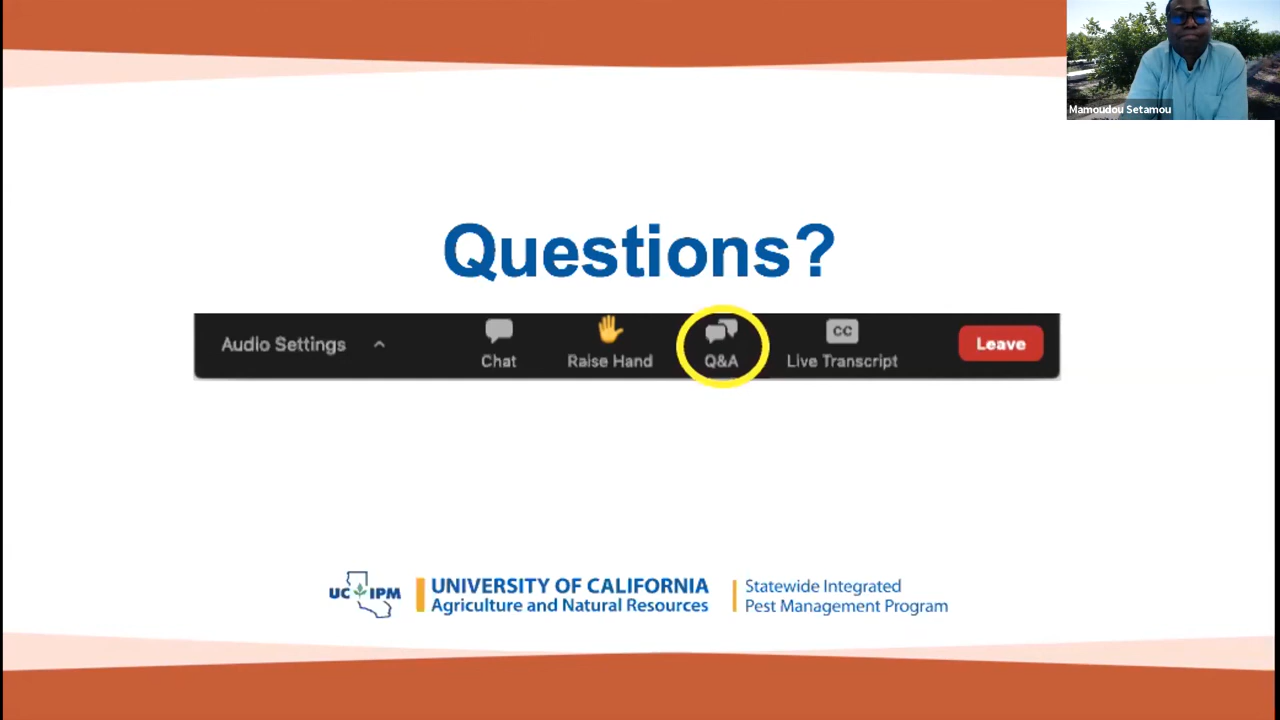 Mamoudou Setamou
Questions?
Audio Settings
Chat
Raise Hand
Q&A
CC
Live Transcript
Leave
UC IPM
UNIVERSITY OF CALIFORNIA
Agriculture and Natural Resources
Statewide Integrated
Pest Management Program